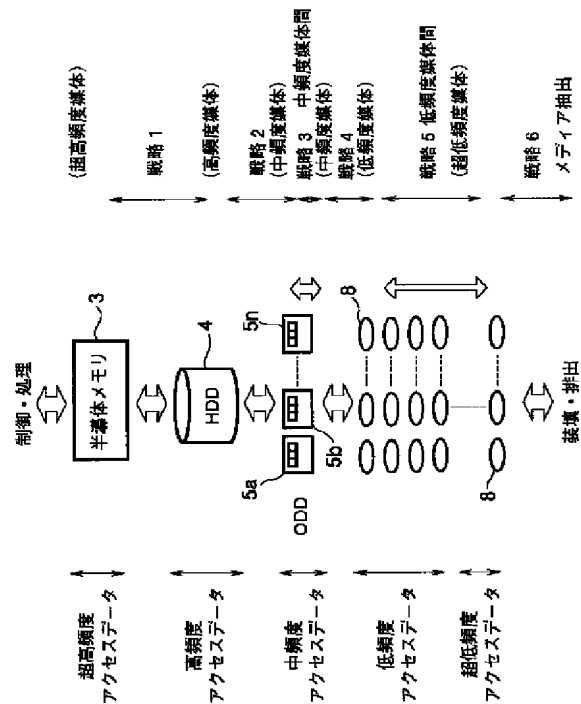 制御・処理
超高頻度
アクセスデータ
半導体メモリ
3
(超高頻度媒体)
戦略1
高頻度
アクセスデータ
HDD
4
(高頻度媒体)
戦略2
(中頻度媒体)
中頻度
アクセスデータ
ODD
5a
5b
5n
戦略3 中頻度媒体間
(中頻度媒体)
戦略4
(低頻度媒体)
低頻度
アクセスデータ
8
戦略5 低頻度媒体間
(超低頻度媒体)
超低頻度
アクセスデータ
8
戦略6
メディア抽出
装填・排出